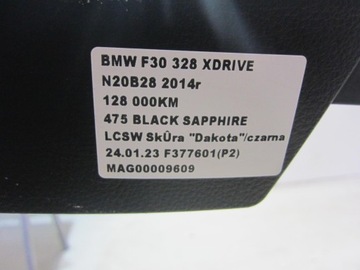 BMW F30 328 XDRIVE
N20B28 2014r
128 000KM
475 BLACK SAPPHIRE
LCSW SkÛra "Dakota"/czarna
24.01.23 F377601(P2)
MAG00009609